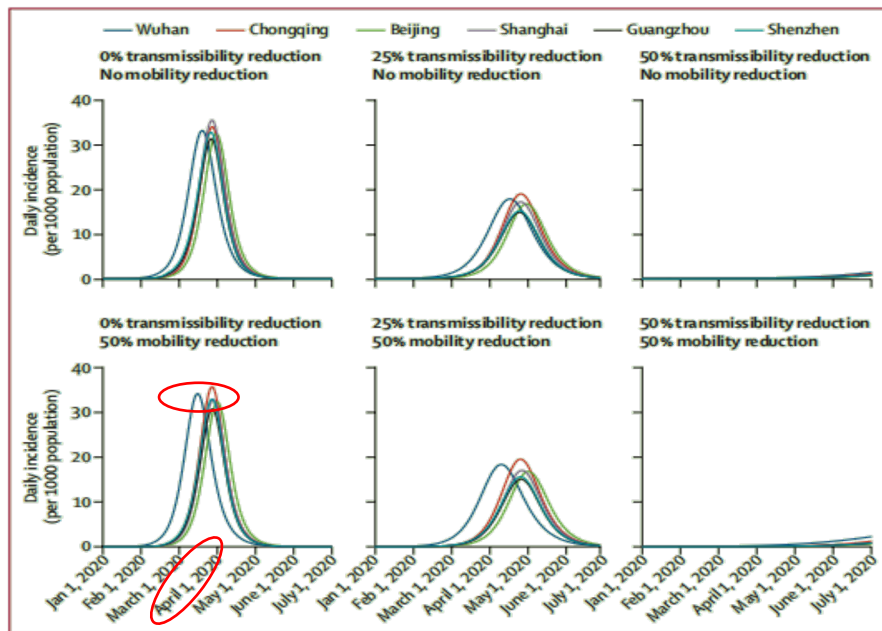 Wuhan Chongqing Beijing Shanghai Guangzhou Shenzhen
0% transmissibility reduction
No mobility reduction
25% transmissibility reduction
No mobility reduction
50% transmissibility reduction
No mobility reduction
Daily incidence
(per 1000 population)
40
30
20
10
0
0% transmissibility reduction
50% mobility reduction
25% transmissibility reduction
50% mobility reduction
50% transmissibility reduction
50% mobility reduction
Daily incidence
(per 1000 population)
40
30
20
10
0
Jan 1, 2020
Feb 1, 2020
March 1, 2020
April 1, 2020
May 1, 2020
June 1, 2020
July 1, 2020
Jan 1, 2020
Feb 1, 2020
March 1, 2020
April 1, 2020
May 1, 2020
June 1, 2020
July 1, 2020
Jan 1, 2020
Feb 1, 2020
March 1, 2020
April 1, 2020
May 1, 2020
June 1, 2020
July 1, 2020